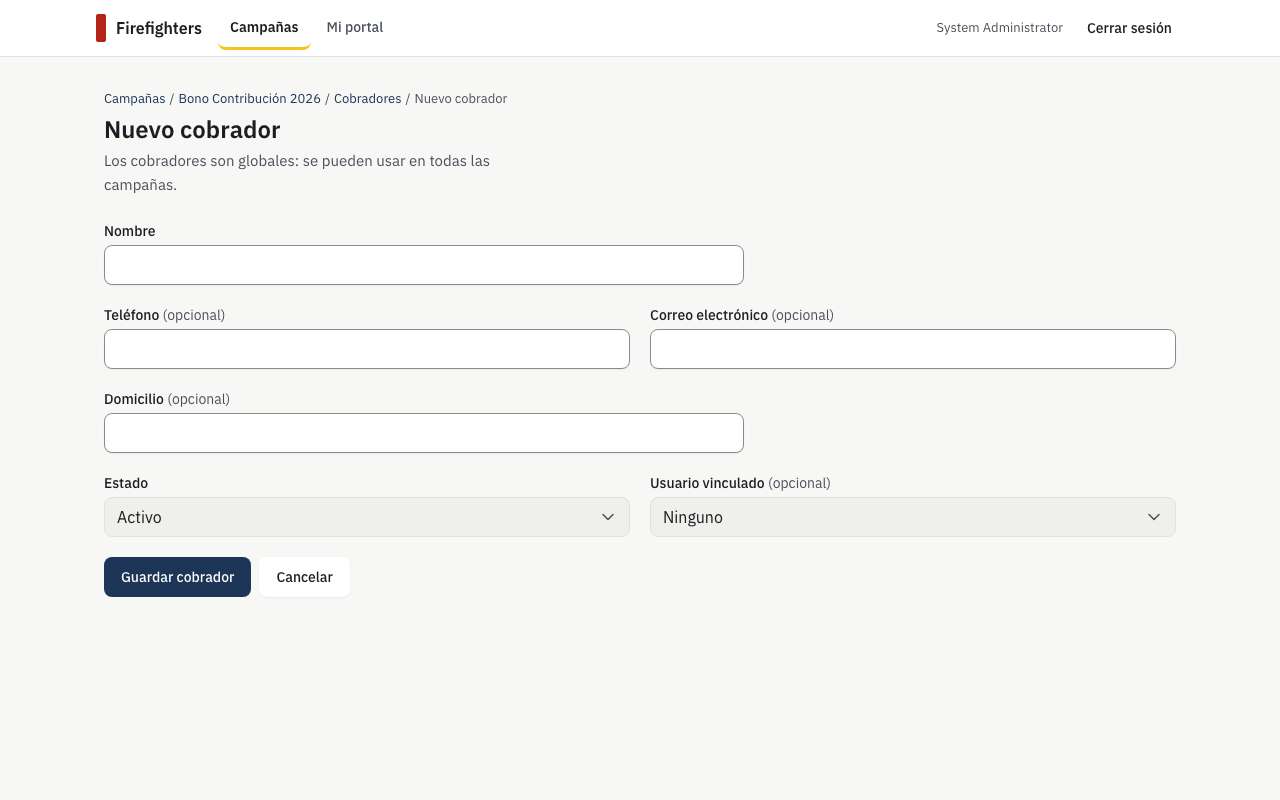 Firefighters Campañas Mi portal System Administrator Cerrar sesión
Campañas / Bono Contribución 2026 / Cobradores / Nuevo cobrador
Nuevo cobrador
Los cobradores son globales: se pueden usar en todas las
campañas.
Nombre
Teléfono (opcional) Correo electrónico (opcional)
Domicilio (opcional)
Estado Usuario vinculado (opcional)
Activo Ninguno
Guardar cobrador Cancelar